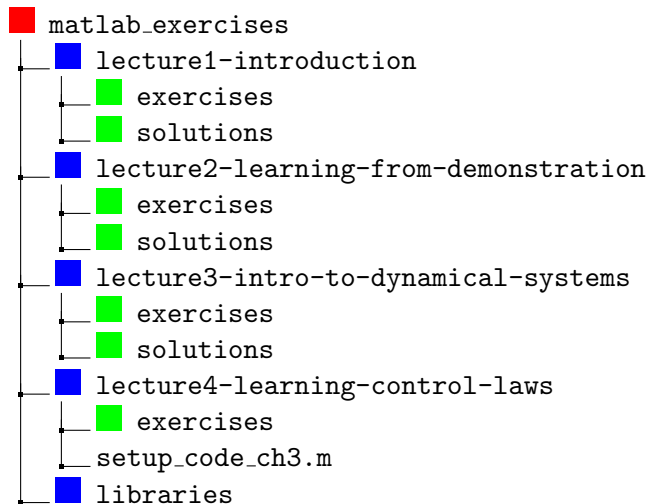 matlab_exercises
lecture1-introduction
exercises
solutions
lecture2-learning-from-demonstration
exercises
solutions
lecture3-intro-to-dynamical-systems
exercises
solutions
lecture4-learning-control-laws
exercises
setup_code_ch3.m
libraries